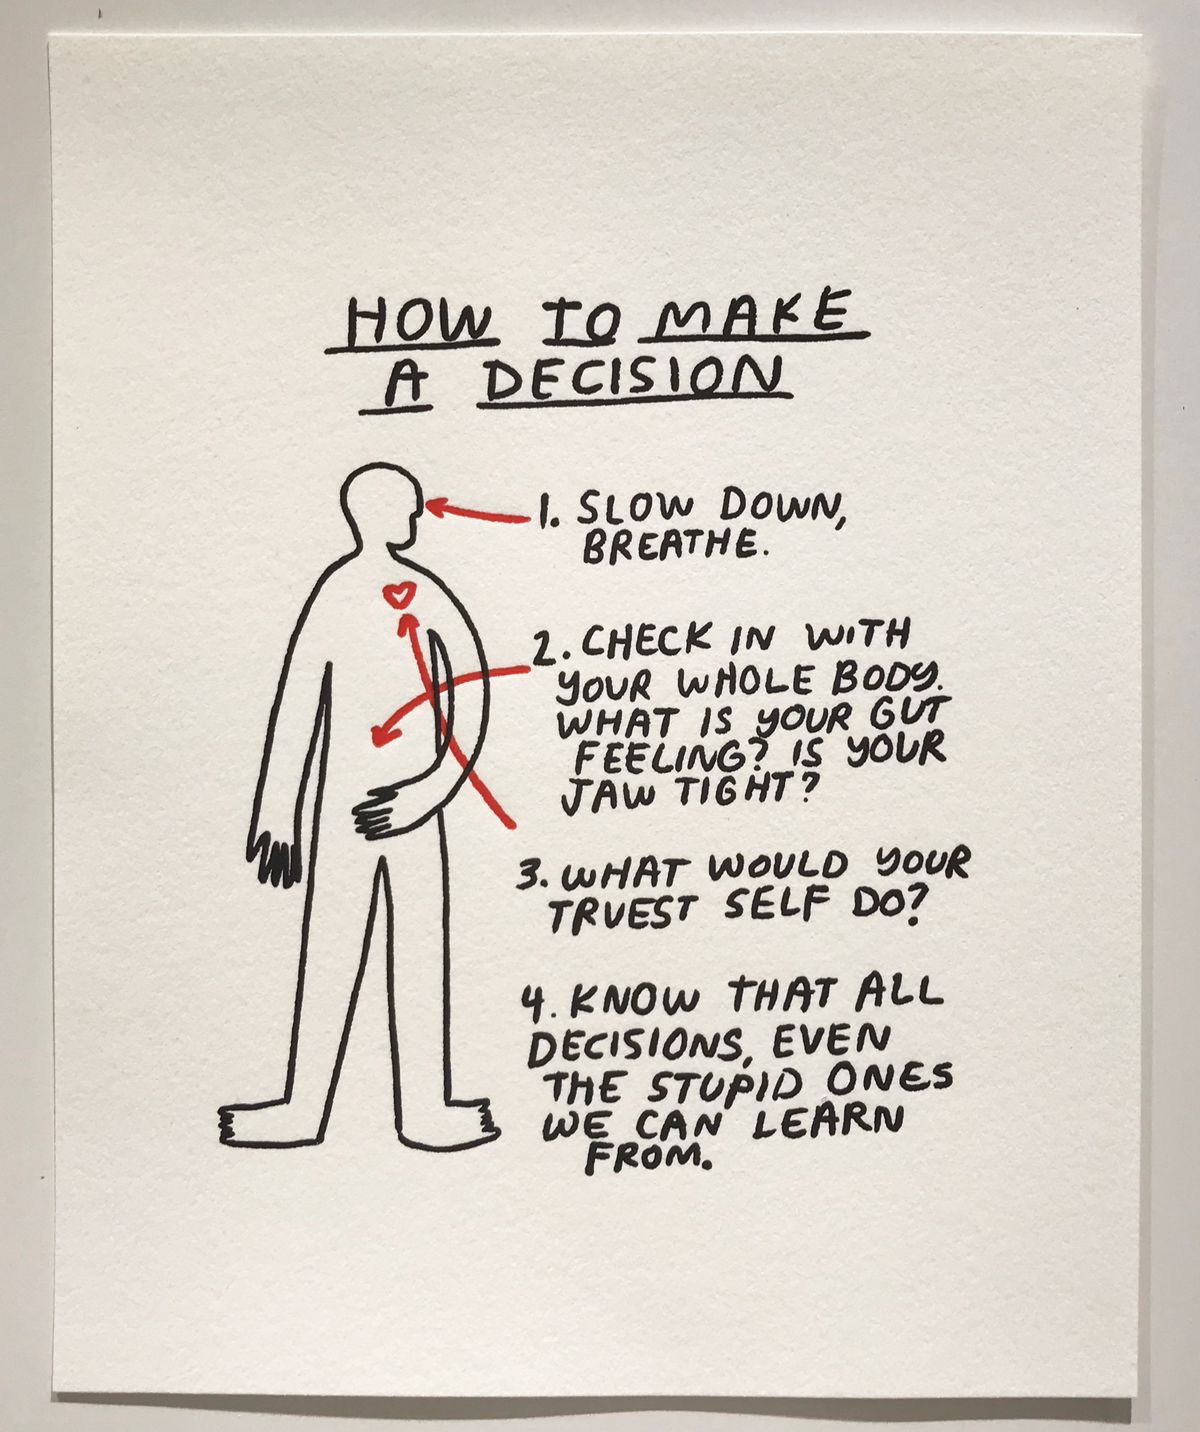 HOW TO MAKE
A DECISION
1. SLOW DOWN,
BREATHE.
2. CHECK IN WITH
YOUR WHOLE BODY.
WHAT IS YOUR GUT
FEELING? IS YOUR
JAW TIGHT?
3. WHAT WOULD YOUR
TRUEST SELF DO?
4. KNOW THAT ALL
DECISIONS, EVEN
THE STUPID ONES
WE CAN LEARN
FROM.